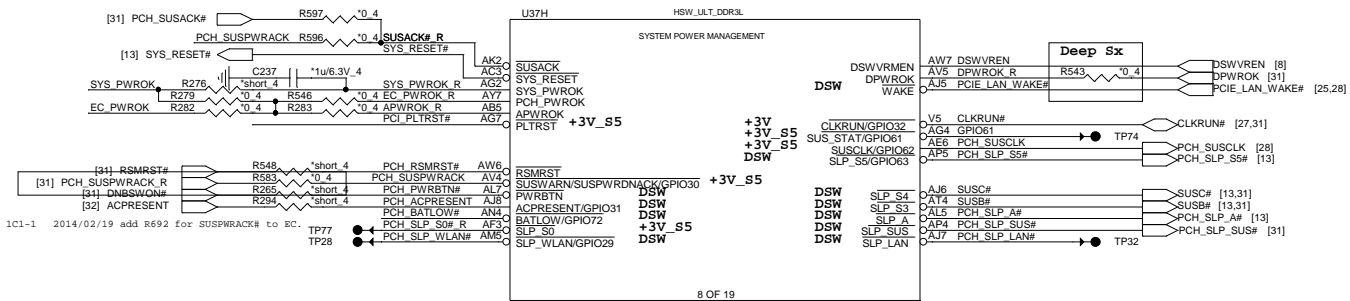 U37H
HSW_ULT_DDR3L
SYSTEM POWER MANAGEMENT
[31] PCH_SUSACK#
R597
*0_4
PCH_SUSPWRACK
R596
*0_4
SUSACK#_R
[13] SYS_RESET#
SYS_RESET#
C237
*1u/6.3V_4
SYS_PWROK
R276
*short_4
SYS_PWROK_R
R279
*0_4
R546
*0_4
EC_PWROK_R
EC_PWROK
R282
*0_4
R283
*0_4
APWROK_R
PCI_PLTRST#
AK2
SUSACK
AC3
SYS_RESET
AG2
SYS_PWROK
AY7
PCH_PWROK
AB5
APWROK
AG7
PLTRST
+3V_S5
[31] RSMRST#
R548
*short_4
PCH_RSMRST#
AW6
RSMRST
[31] PCH_SUSPWRACK_R
R583
*0_4
PCH_SUSPWRACK
AV4
SUSWARN/SUSPWRDNACK/GPIO30
+3V_S5
[31] DNBSWON#
R265
*short_4
PCH_PWRBTN#
AL7
PWRBTN
DSW
[32] ACPRESENT
R294
*short_4
PCH_ACPRESENT
AJ8
ACPRESENT/GPIO31
DSW
PCH_BATLOW#
AN4
BATLOW/GPIO72
DSW
TP77
PCH_SLP_S0#_R
AF3
SLP_S0
+3V_S5
TP28
PCH_SLP_WLAN#
AM5
SLP_WLAN/GPIO29
DSW
1C1-1 2014/02/19 add R692 for SUSPWRACK# to EC.
DSWVRMEN
AW7
DSWVREN
DSWVREN [8]
DPWROK
AV5
DPWROK_R
Deep Sx
R543
*0_4
DPWROK [31]
DSW
WAKE
AJ5
PCIE_LAN_WAKE#
PCIE_LAN_WAKE# [25,28]
+3V
CLKRUN/GPIO32
V5
CLKRUN#
CLKRUN# [27,31]
+3V_S5
SUS_STAT/GPIO61
AG4
GPIO61
TP74
+3V_S5
SUSCLK/GPIO62
AE6
PCH_SUSCLK
PCH_SUSCLK [28]
DSW
SLP_S5/GPIO63
AP5
PCH_SLP_S5#
PCH_SLP_S5# [13]
DSW
SLP_S4
AJ6
SUSC#
SUSC# [13,31]
DSW
SLP_S3
AT4
SUSB#
SUSB# [13,31]
DSW
SLP_A
AL5
PCH_SLP_A#
PCH_SLP_A# [13]
DSW
SLP_SUS
AP4
PCH_SLP_SUS#
PCH_SLP_SUS# [31]
DSW
SLP_LAN
AJ7
PCH_SLP_LAN#
TP32
8 OF 19